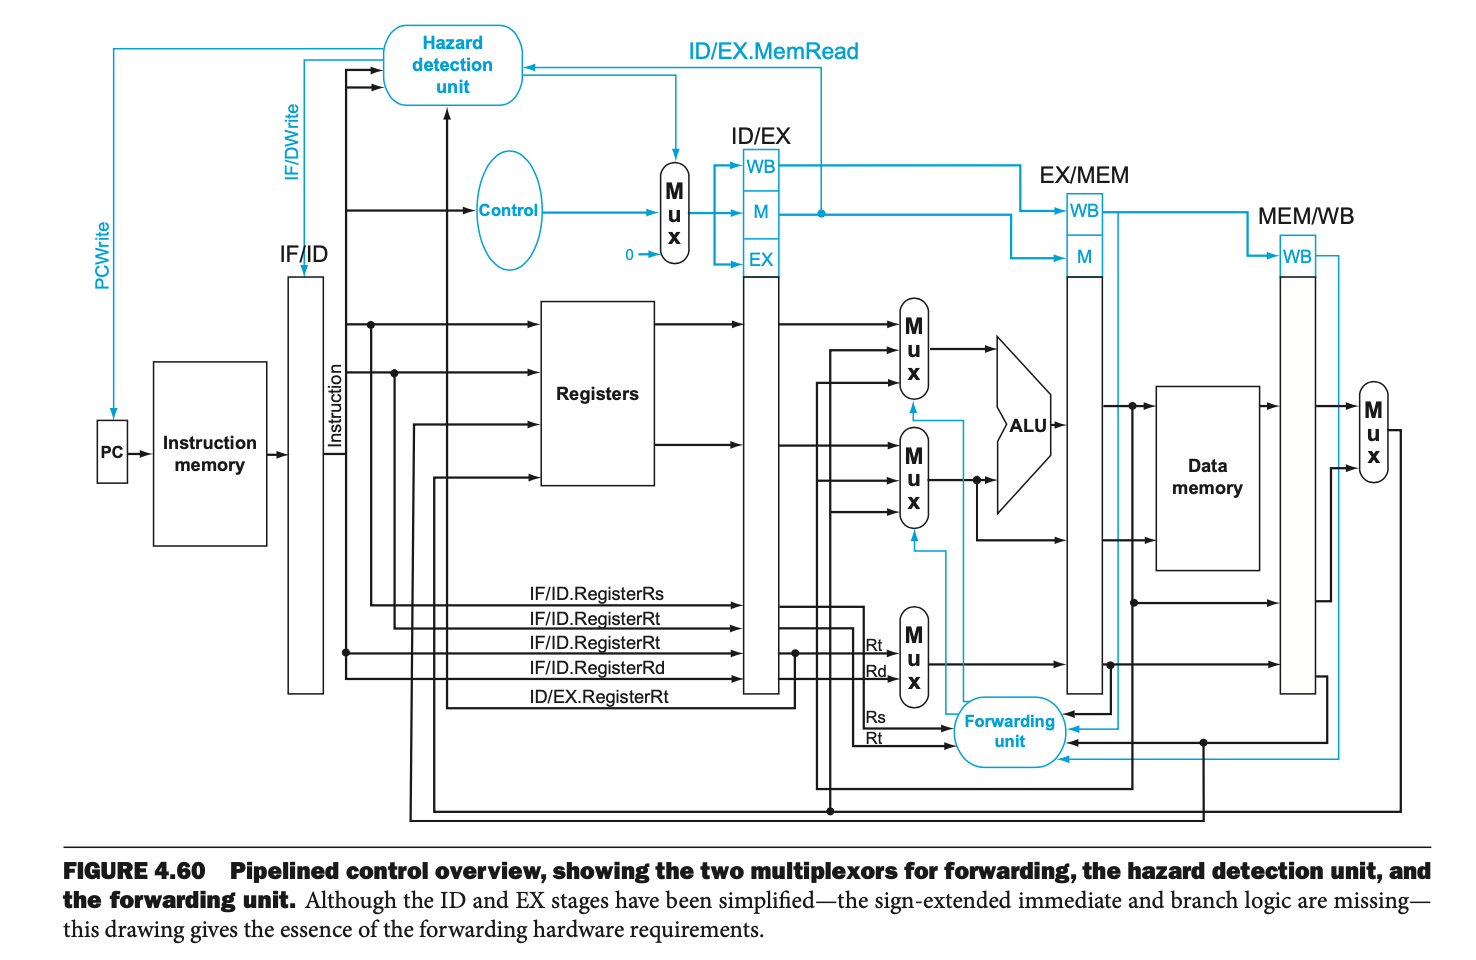 Hazard
detection
unit
ID/EX.MemRead
IF/DWrite
PCWrite
ID/EX
WB
M
EX
EX/MEM
WB
M
MEM/WB
WB
Control
M
u
x
0
IF/ID
Instruction
PC
Instruction
memory
Registers
M
u
x
M
u
x
ALU
Data
memory
M
u
x
IF/ID.RegisterRs
IF/ID.RegisterRt
IF/ID.RegisterRt
IF/ID.RegisterRd
ID/EX.RegisterRt
Rt
Rd
M
u
x
Rs
Rt
Forwarding
unit
FIGURE 4.60 Pipelined control overview, showing the two multiplexors for forwarding, the hazard detection unit, and
the forwarding unit. Although the ID and EX stages have been simplified—the sign-extended immediate and branch logic are missing—
this drawing gives the essence of the forwarding hardware requirements.